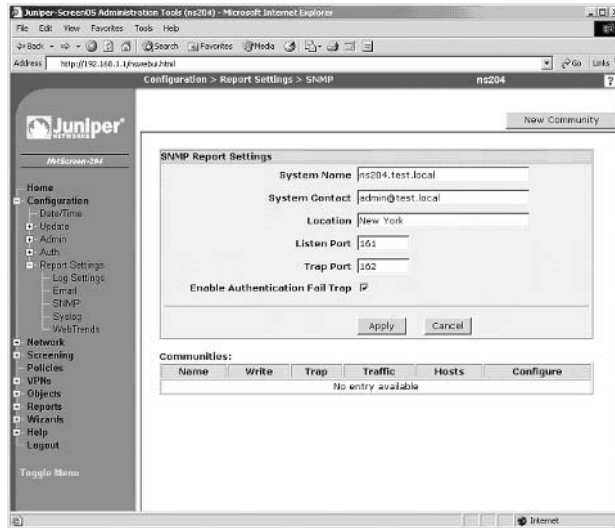 Juniper-ScreenOS Administration Tools (ns204) - Microsoft Internet Explorer
File Edit View Favorites Tools Help
Back Search Favorites Media
Address http://192.168.1.1/nswebui.html Go Links
Configuration > Report Settings > SNMP ns204 ?
Juniper
NETWORKS
NetScreen-204
New Community
Home
Configuration
Date/Time
Update
Admin
Auth
Report Settings
Log Settings
Email
SNMP
Syslog
WebTrends
Network
Screening
Policies
VPNs
Objects
Reports
Wizards
Help
Logout
Toggle Menu
SNMP Report Settings
System Name ns204.test.local
System Contact admin@test.local
Location New York
Listen Port 161
Trap Port 162
Enable Authentication Fail Trap
Apply Cancel
Communities:
Name Write Trap Traffic Hosts Configure
No entry available
Internet